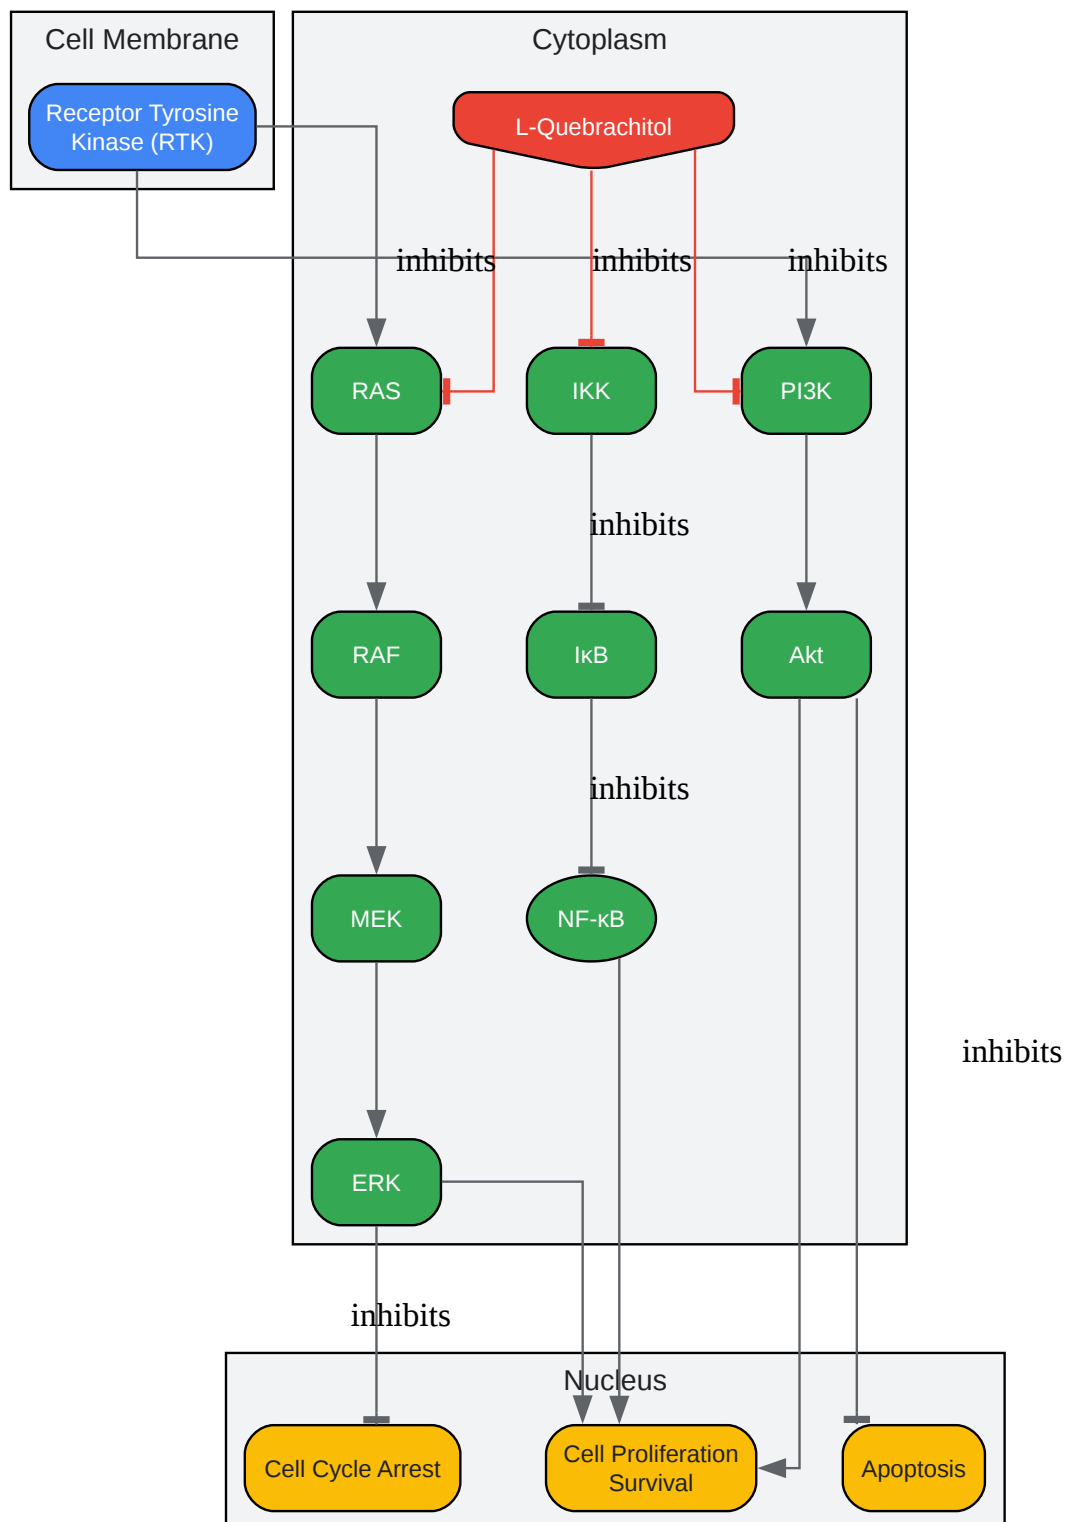 Cell Membrane
Cytoplasm
Receptor Tyrosine
Kinase (RTK)
L-Quebrachitol
inhibits
inhibits
inhibits
RAS
IKK
PI3K
inhibits
RAF
IκB
Akt
inhibits
MEK
NF-κB
inhibits
ERK
inhibits
Nucleus
Cell Cycle Arrest
Cell Proliferation
Survival
Apoptosis